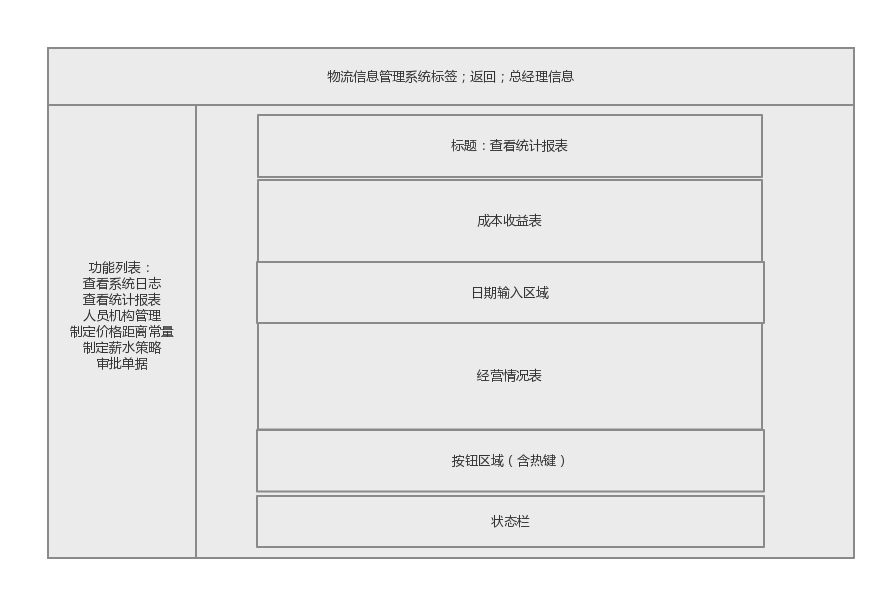 物流信息管理系统标签；返回；总经理信息
功能列表：
查看系统日志
查看统计报表
人员机构管理
制定价格距离常量
制定薪水策略
审批单据
标题：查看统计报表
成本收益表
日期输入区域
经营情况表
按钮区域（含热键）
状态栏